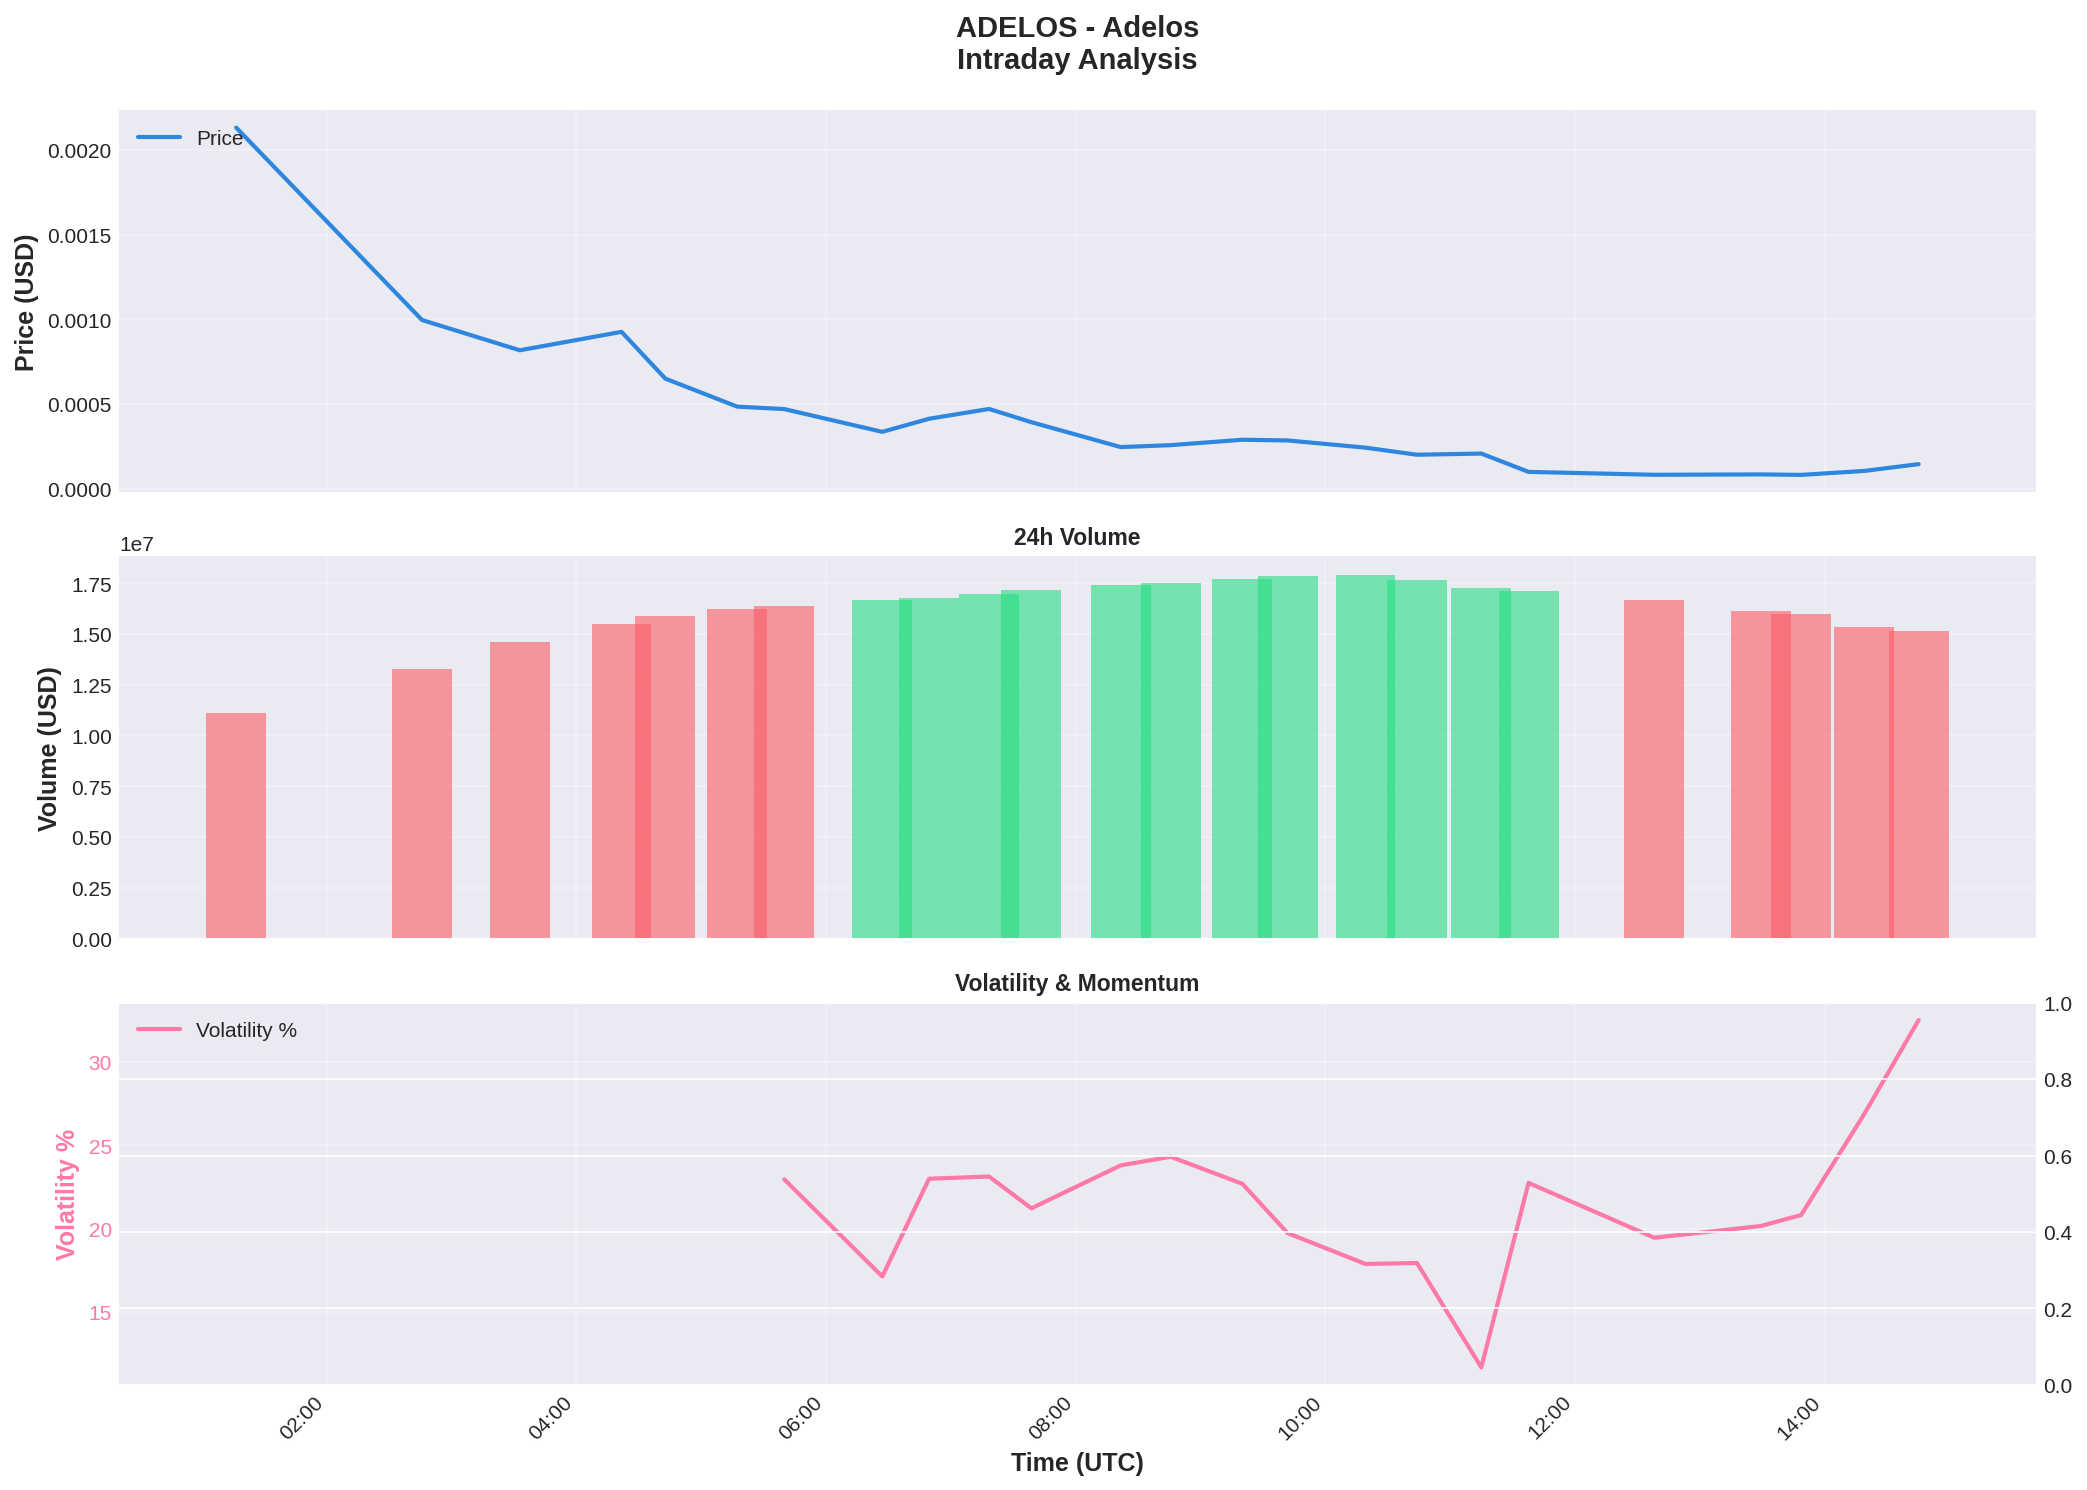 ADELOS - Adelos
Intraday Analysis
Price
0.0020
0.0015
0.0010
0.0005
0.0000
Price (USD)
24h Volume
1e7
1.75
1.50
1.25
1.00
0.75
0.50
0.25
0.00
Volume (USD)
Volatility & Momentum
Volatility %
30
25
20
15
Volatility %
1.0
0.8
0.6
0.4
0.2
0.0
02:00
04:00
06:00
08:00
10:00
12:00
14:00
Time (UTC)